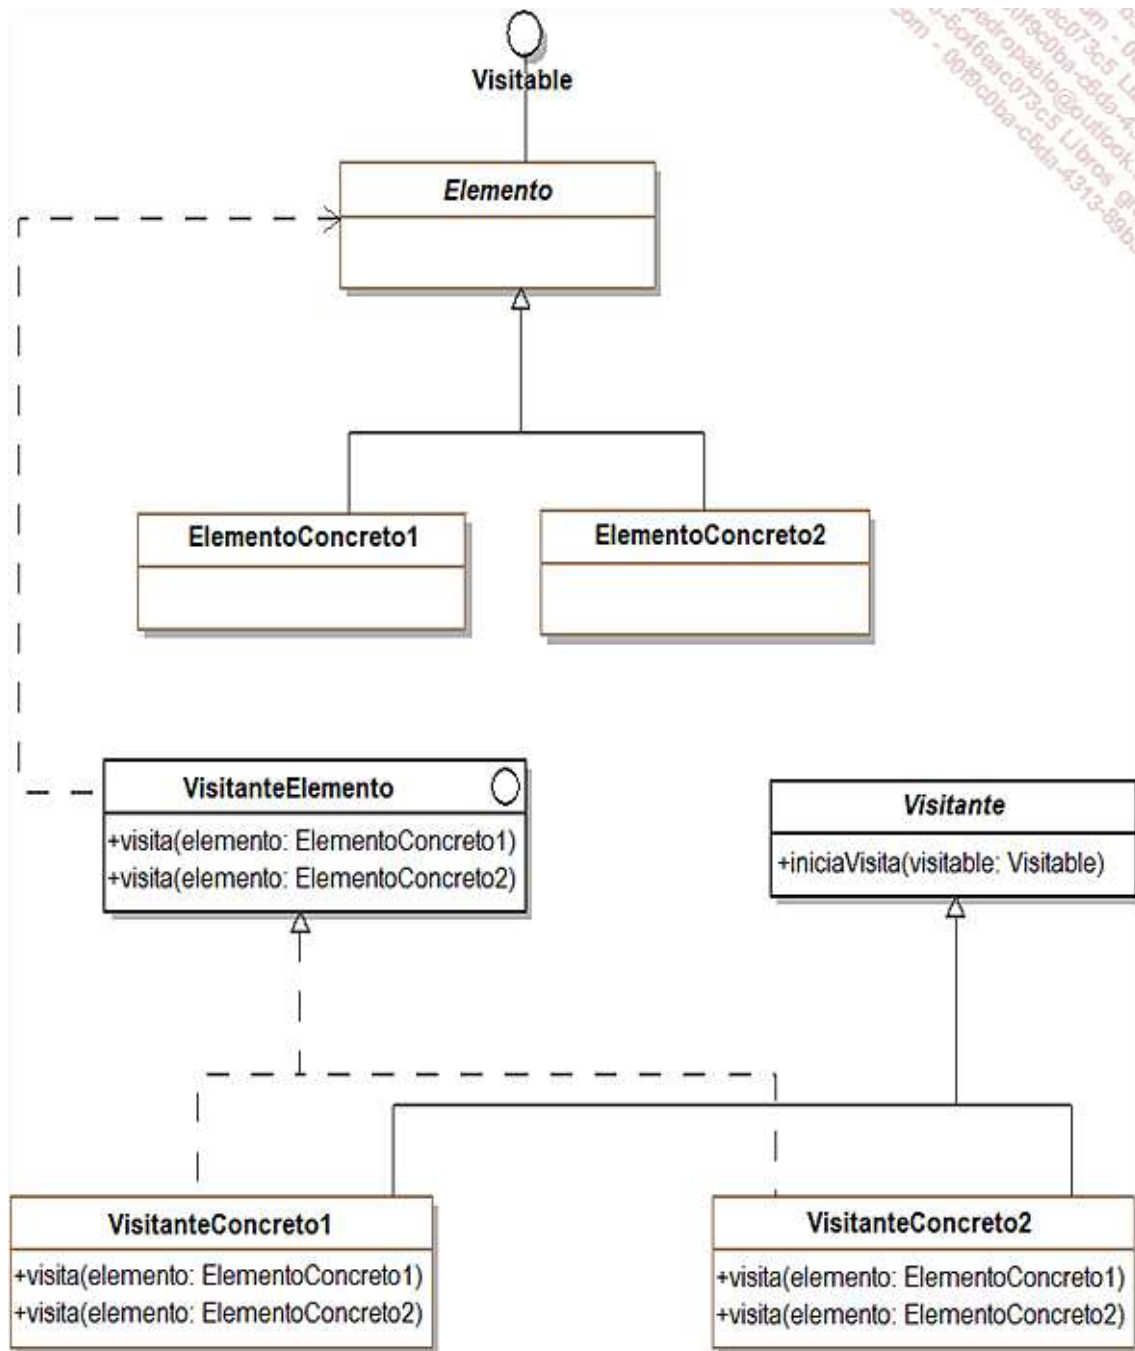 Visitable
Elemento
ElementoConcreto1
ElementoConcreto2
VisitanteElemento
+visita(elemento: ElementoConcreto1)
+visita(elemento: ElementoConcreto2)
Visitante
+iniciaVisita(visitable: Visitable)
VisitanteConcreto1
+visita(elemento: ElementoConcreto1)
+visita(elemento: ElementoConcreto2)
VisitanteConcreto2
+visita(elemento: ElementoConcreto1)
+visita(elemento: ElementoConcreto2)